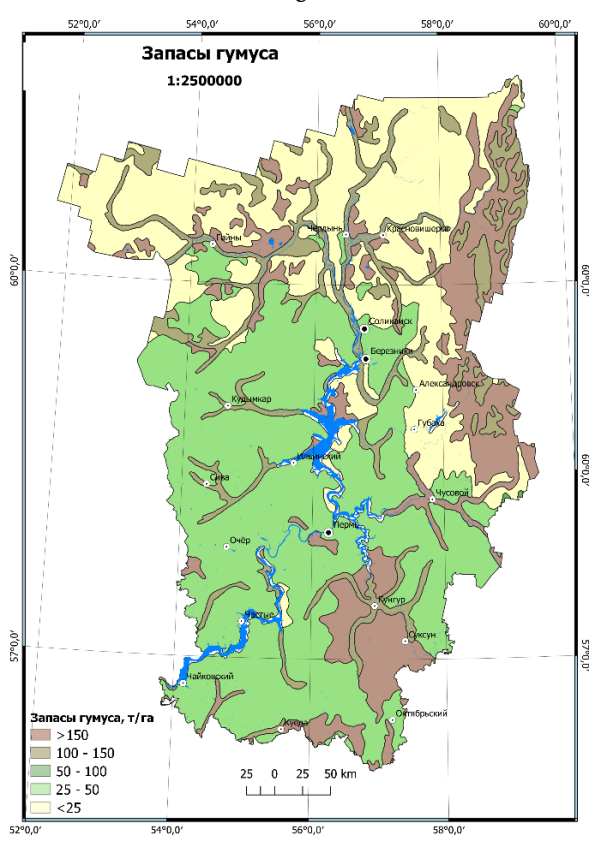 52°0,0' 54°0,0' 56°0,0' 58°0,0' 60°0,0'
Запасы гумуса
1:2500000
Чердынь
Красновишерск
Гайны
60°0,0'
60°0,0'
Соликамск
Березники
Александровск
Кудымкар
Губаха
Ильинский
60°0,0'
Сива
Чусовой
Пермь
Очёр
Кунгур
Частые
Суксун
57°0,0'
57°0,0'
Чайковский
Октябрьский
Куеда
Запасы гумуса, т/га
>150
100 - 150
50 - 100
25 - 50
<25
25 0 25 50 km
52°0,0' 54°0,0' 56°0,0' 58°0,0'